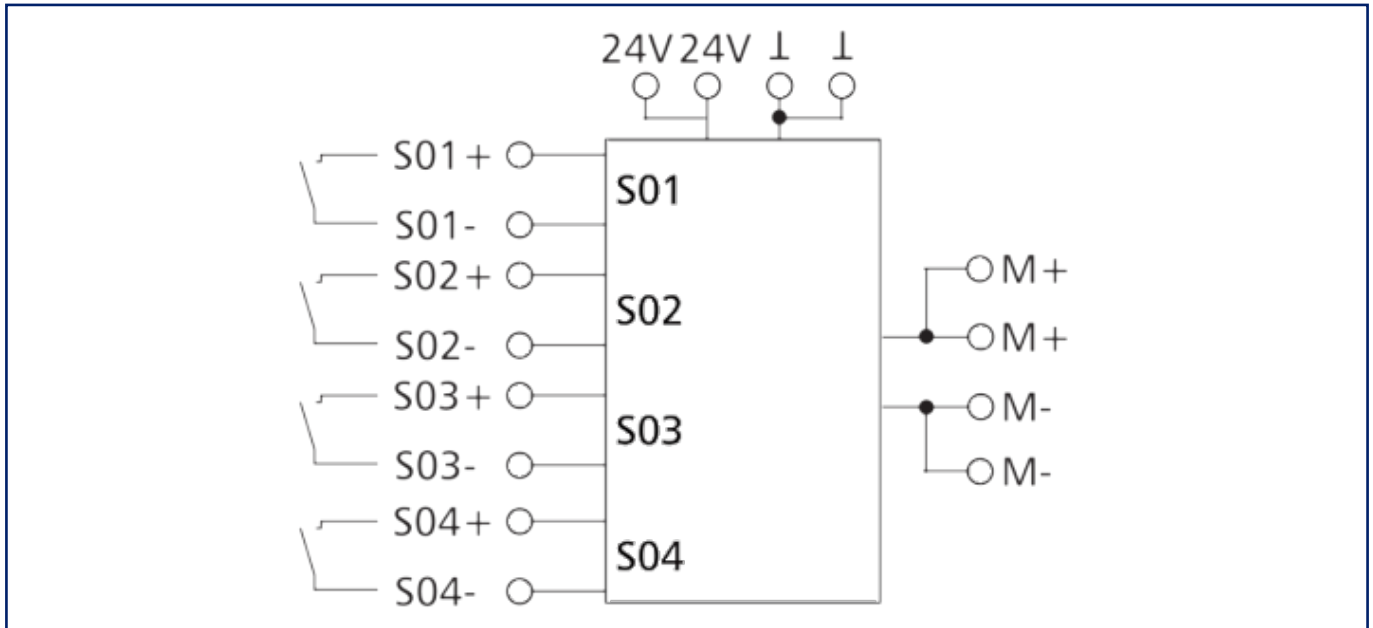 24V 24V ⊥ ⊥
S01+
S01
S01-
S02+
S02
S02-
S03+
S03
S03-
S04+
S04
S04-
M+
M+
M-
M-